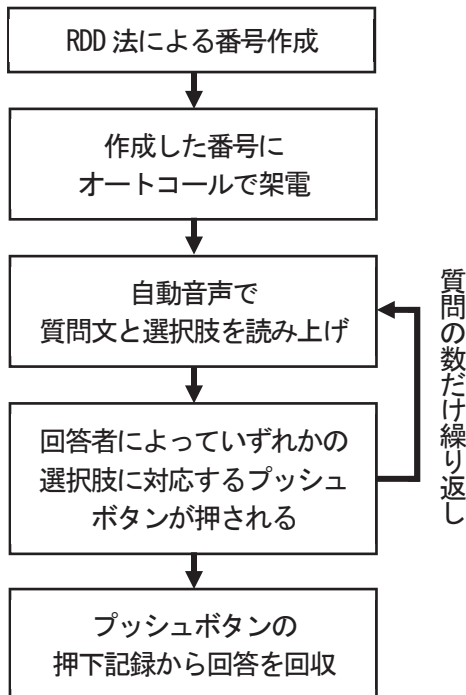 RDD 法による番号作成
作成した番号に
オートコールで架電
自動音声で
質問文と選択肢を読み上げ
質問の数だけ繰り返し
回答者によっていずれかの
選択肢に対応するプッシュ
ボタンが押される
プッシュボタンの
押下記録から回答を回収